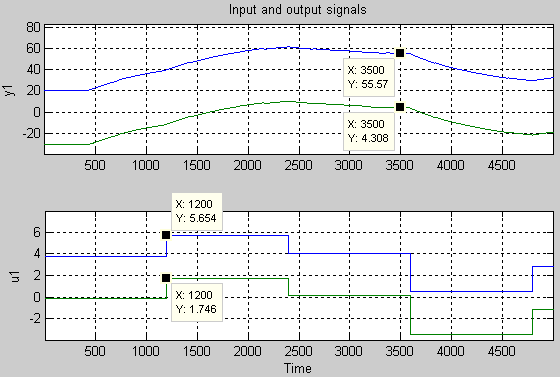 Input and output signals
80
60
40
20
0
-20
y1
X: 3500
Y: 55.57
X: 3500
Y: 4.308
500 1000 1500 2000 2500 3000 3500 4000 4500
X: 1200
Y: 5.654
6
4
2
0
-2
u1
X: 1200
Y: 1.746
500 1000 1500 2000 2500 3000 3500 4000 4500
Time